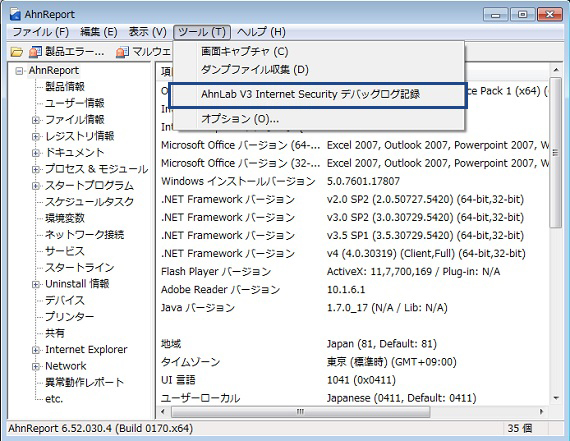 AhnReport
ファイル (F) 編集 (E) 表示 (V) ツール (T) ヘルプ (H)
製品エラー... マルウェ
画面キャプチャ (C)
ダンプファイル収集 (D)
AhnLab V3 Internet Security デバッグログ記録
オプション (O)...
AhnReport
製品情報
ユーザー情報
ファイル情報
レジストリ情報
ドキュメント
プロセス & モジュール
スタートプログラム
スケジュールタスク
環境変数
ネットワーク接続
サービス
スタートライン
Uninstall 情報
デバイス
プリンター
共有
Internet Explorer
Network
異常動作レポート
etc.
項
O ce Pack 1 (x64) (
In
Int
Microsoft Office バージョン (64-... Excel 2007, Outlook 2007, Powerpoint 2007, W
Microsoft Office バージョン (32-... Excel 2007, Outlook 2007, Powerpoint 2007, W
Windows インストールバージョン 5.0.7601.17807
.NET Framework バージョン v2.0 SP2 (2.0.50727.5420) (64-bit,32-bit)
.NET Framework バージョン v3.0 SP2 (3.0.30729.5420) (64-bit,32-bit)
.NET Framework バージョン v3.5 SP1 (3.5.30729.5420) (64-bit,32-bit)
.NET Framework バージョン v4 (4.0.30319) (Client,Full) (64-bit,32-bit)
Flash Player バージョン ActiveX: 11,7,700,169 / Plug-in: N/A
Adobe Reader バージョン 10.1.6.1
Java バージョン 1.7.0_17 (N/A / Lib: N/A)
地域 Japan (81, Default: 81)
タイムゾーン 東京 (標準時) (GMT+09:00)
UI 言語 1041 (0x0411)
ユーザーローカル Japanese (0411, Default: 0411)
AhnReport 6.52.030.4 (Build 0170.x64) 35 個